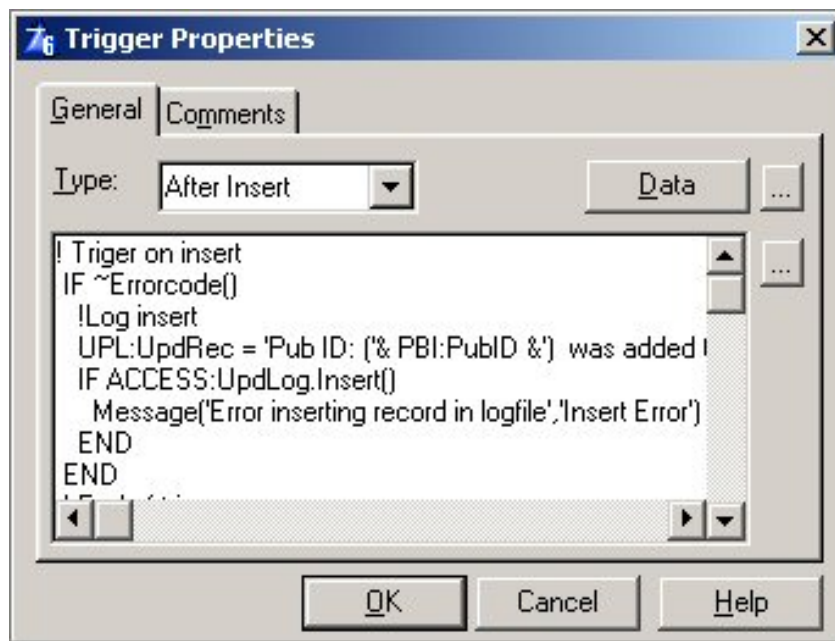 Trigger Properties
General
Comments
Type:
After Insert
Data
...
! Triger on insert
...
IF ~Errorcode()
!Log insert
UPL:UpdRec = 'Pub ID: ('& PBI:PubID &') was added
IF ACCESS:UpdLog.Insert()
Message('Error inserting record in logfile','Insert Error')
END
END
OK
Cancel
Help